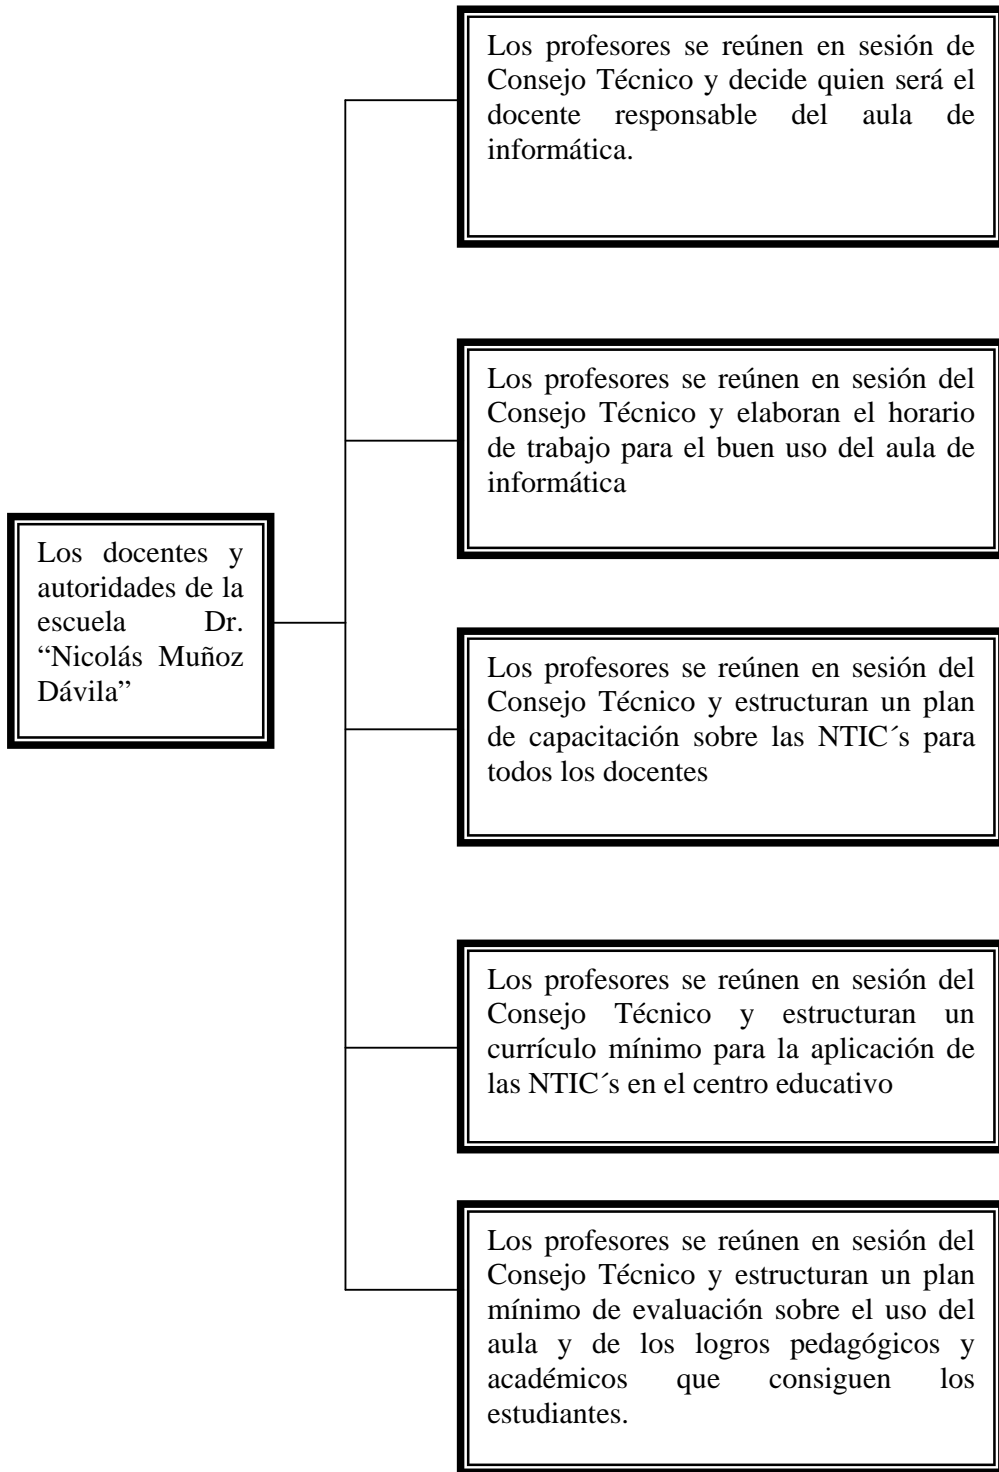 Los profesores se reúnen en sesión de
Consejo Técnico y decide quien será el
docente responsable del aula de
informática.
Los profesores se reúnen en sesión del
Consejo Técnico y elaboran el horario
de trabajo para el buen uso del aula de
informática
Los docentes y
autoridades de la
escuela Dr.
“Nicolás Muñoz
Dávila”
Los profesores se reúnen en sesión del
Consejo Técnico y estructuran un plan
de capacitación sobre las NTIC´s para
todos los docentes
Los profesores se reúnen en sesión del
Consejo Técnico y estructuran un
currículo mínimo para la aplicación de
las NTIC´s en el centro educativo
Los profesores se reúnen en sesión del
Consejo Técnico y estructuran un plan
mínimo de evaluación sobre el uso del
aula y de los logros pedagógicos y
académicos que consiguen los
estudiantes.